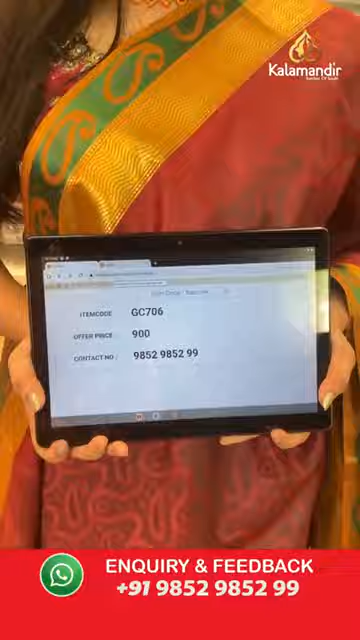 Kalamandir
ITEMCODE GC706
OFFER PRICE : 900
CONTACT NO : 9852 9852 99
ENQUIRY & FEEDBACK
+91 9852 9852 99